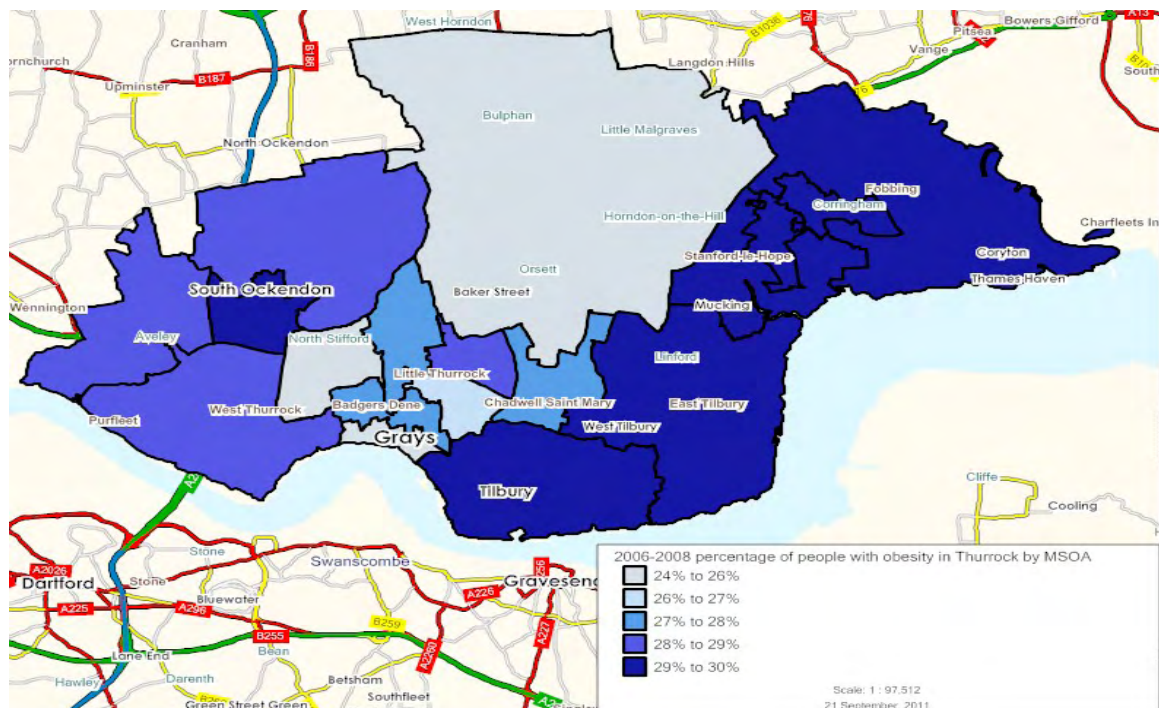 West Horndon
Cranham
B186
B1036
A176
Pitsea
Bowers Gifford
A13
Vange
B187
Langdon Hills
South
Upminster
Bulphan
Little Malgraves
North Ockendon
Fobbing
Corringham
Horndon-on-the-Hill
Charfleets In
Stanford-le-Hope
Coryton
Orsett
Thames Haven
South Ockendon
Baker Street
Mucking
Wennington
Aveley
North Stifford
Linford
Little Thurrock
Chadwell Saint Mary
East Tilbury
West Thurrock
Badgers Dene
Purfleet
West Tilbury
Grays
Tilbury
Cliffe
Cooling
Stone
2006-2008 percentage of people with obesity in Thurrock by MSOA
24% to 26%
26% to 27%
27% to 28%
28% to 29%
29% to 30%
Swanscombe
A2026
Dartford
Stone
Gravesend
Bluewater
A226
A225
A296
B259
A227
B255
A2260
Lane End
Bean
Hawley
Darenth
Betsham
Southfleet
Green Street Green
Scale: 1 : 97,512
21 September, 2011